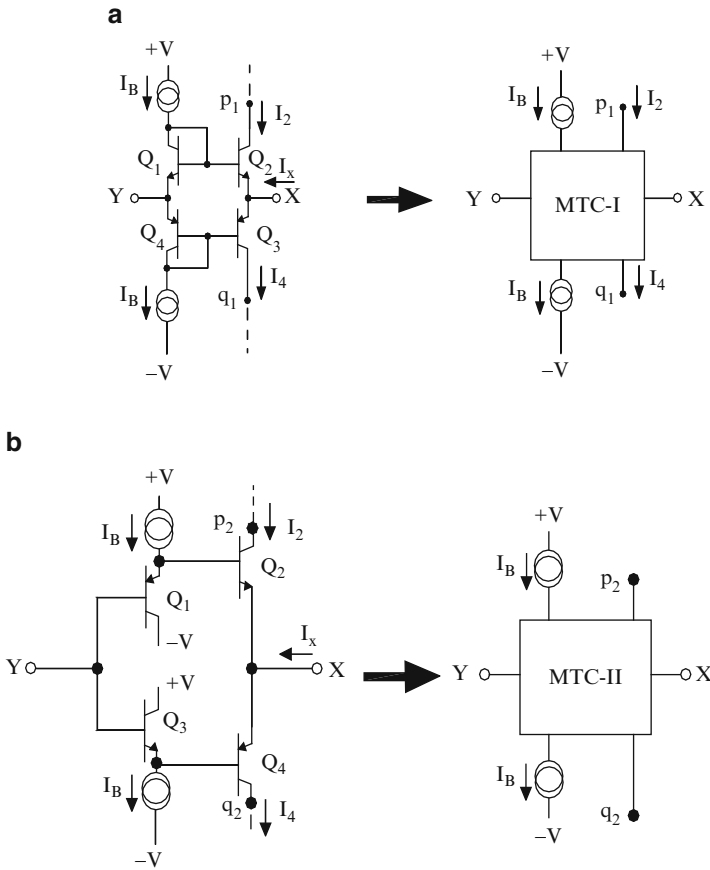 a
+V
I_B
p_1
I_2
Q_1
Q_2
I_x
Y
X
Q_4
Q_3
I_B
I_4
q_1
−V
+V
I_B
p_1
I_2
Y
MTC-I
X
I_B
I_4
q_1
−V
b
+V
I_B
p_2
I_2
Q_2
Q_1
−V
I_x
Y
X
+V
Q_3
Q_4
I_B
q_2
I_4
−V
+V
I_B
p_2
Y
MTC-II
X
I_B
q_2
−V